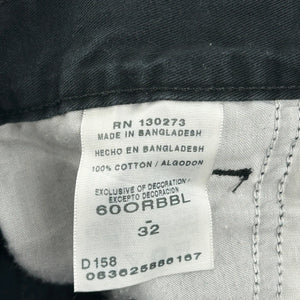 RN 130273
MADE IN BANGLADESH
HECHO EN BANGLADESH
100% COTTON / ALGODON
EXCLUSIVE OF DECORATION /
EXCEPTO DECORACION
60ORBBL
-
32
D158
083625886167